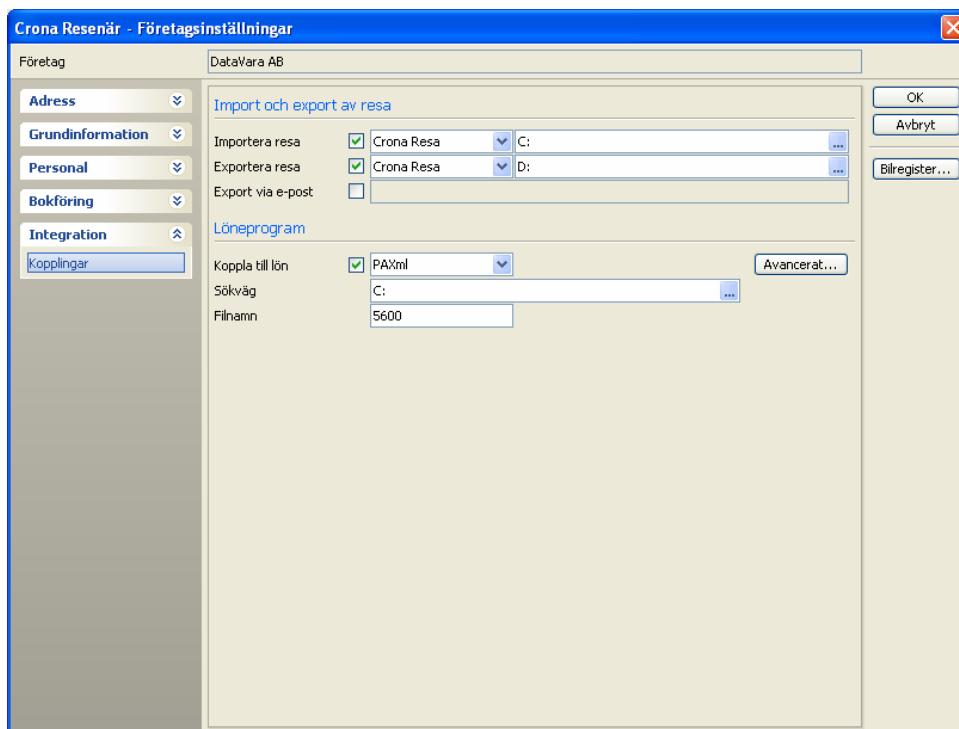 Crona Resenär - Företagsinställningar
Företag DataVara AB
Adress
Grundinformation
Personal
Bokföring
Integration
Kopplingar
Import och export av resa
Importera resa Crona Resa C: ...
Exportera resa Crona Resa D: ...
Export via e-post
Löneprogram
Koppla till lön PAXml Avancerat...
Sökväg C: ...
Filnamn 5600
OK
Avbryt
Bilregister...